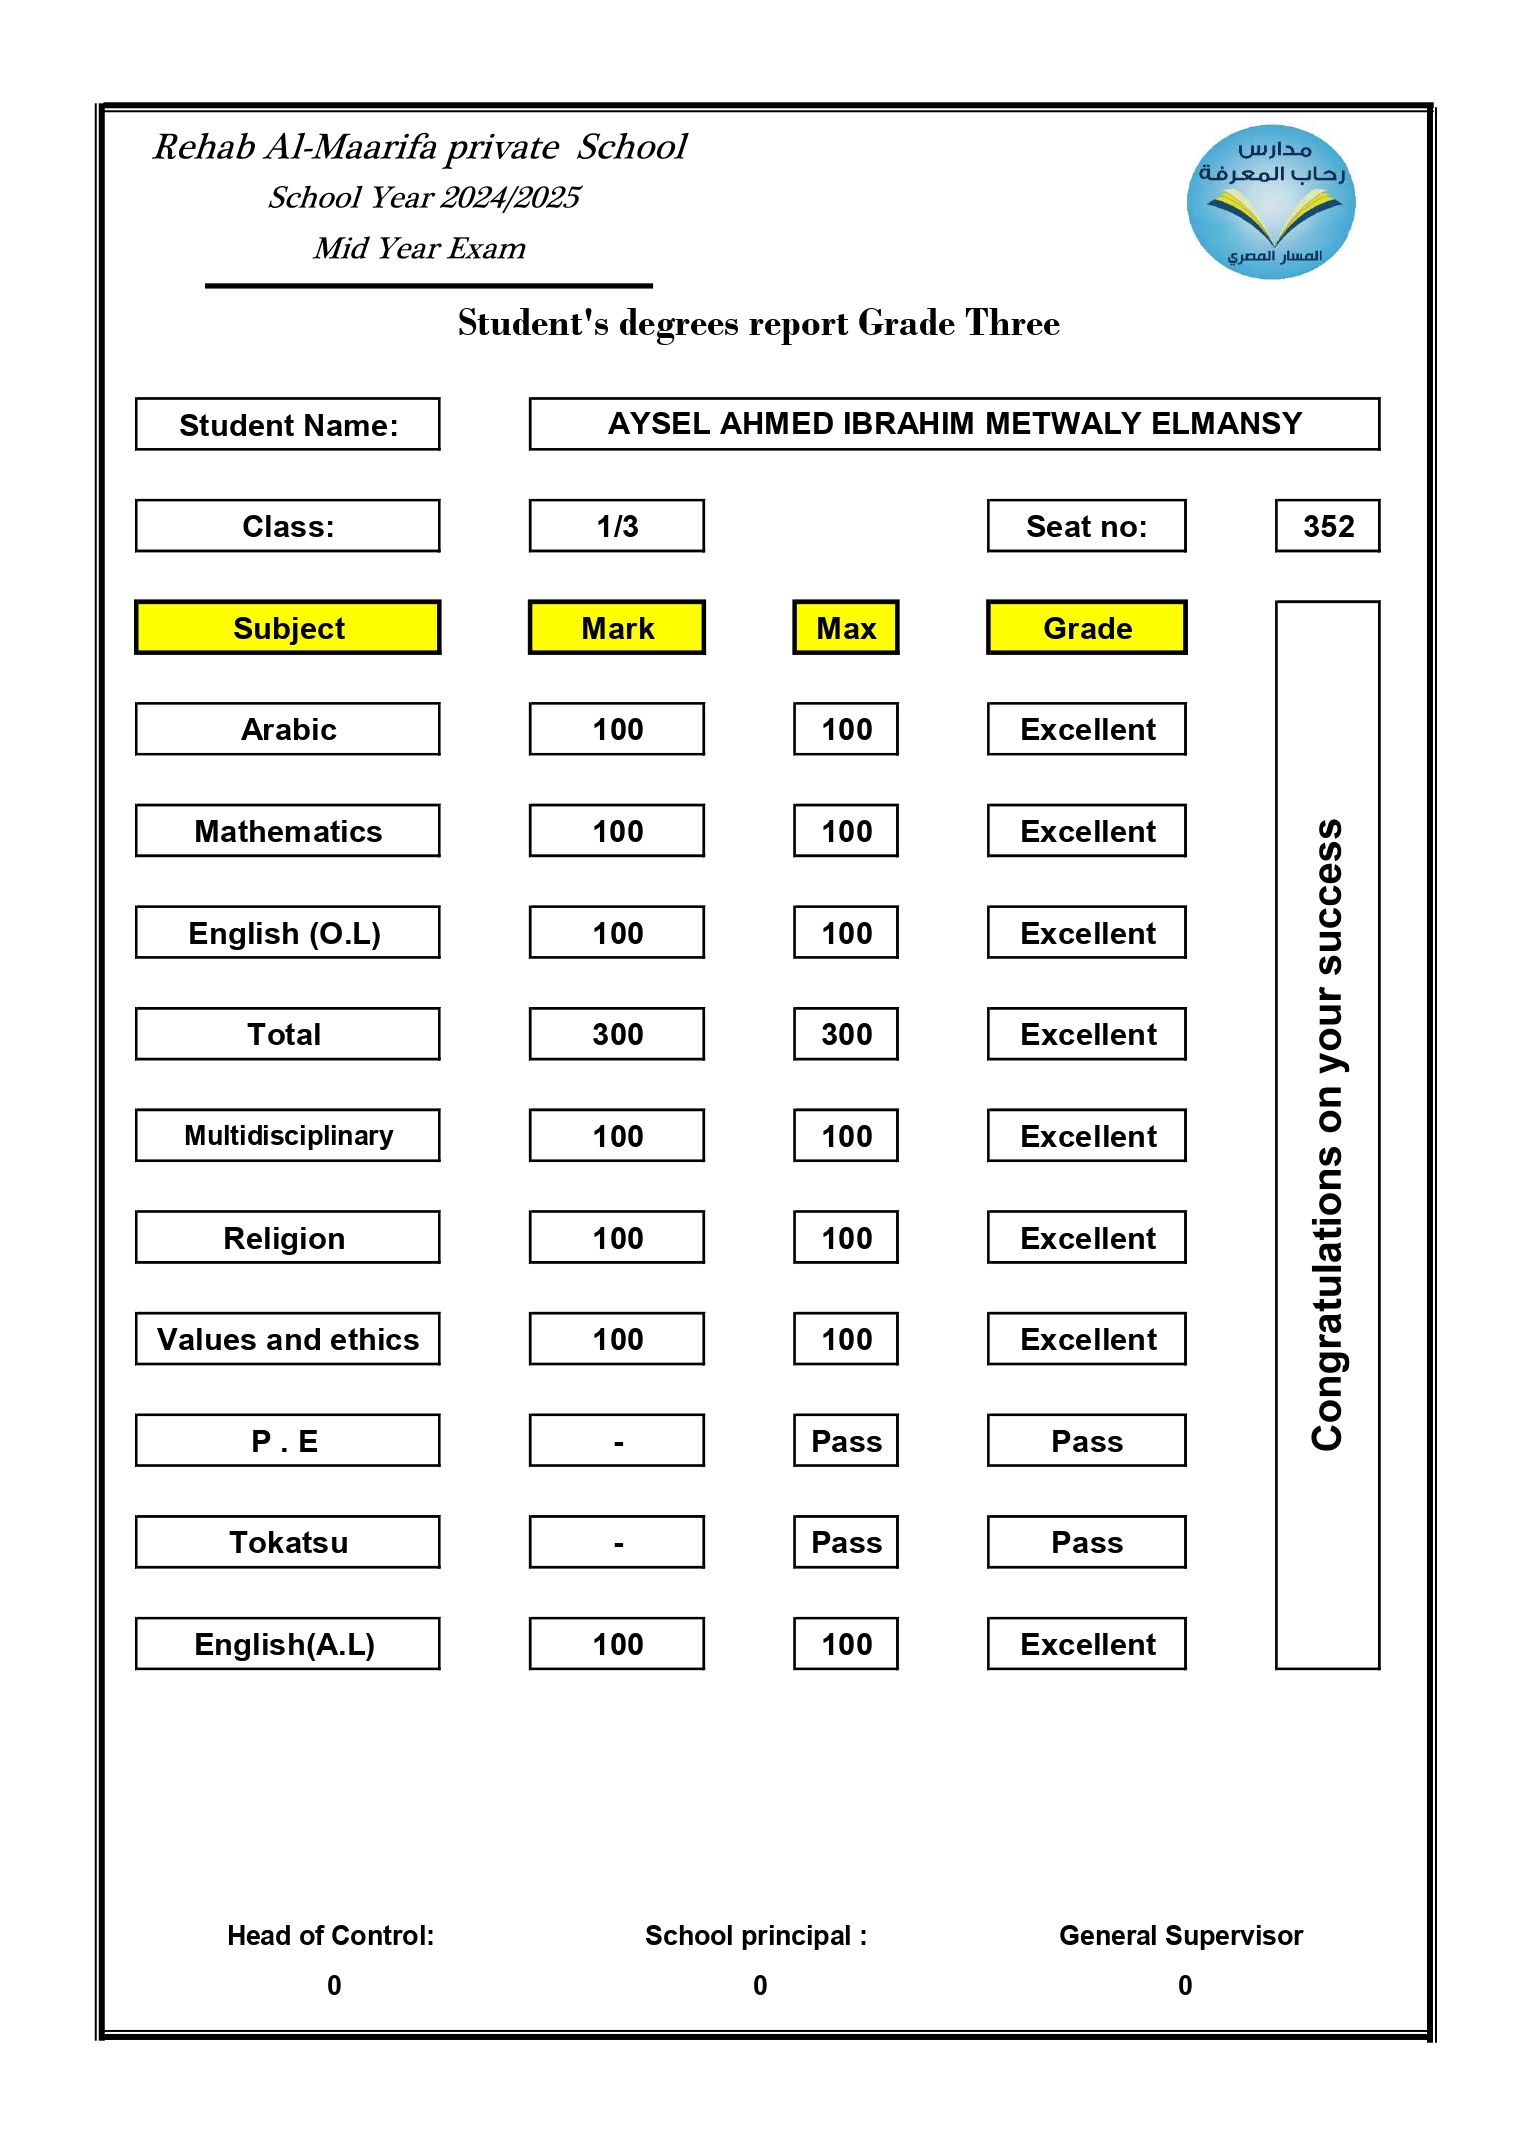 Rehab Al-Maarifa private School
School Year 2024/2025
Mid Year Exam
مدارس
رحاب المعرفة
المسار المصري
Student's degrees report Grade Three
Student Name: AYSEL AHMED IBRAHIM METWALY ELMANSY
Class: 1/3 Seat no: 352
Subject Mark Max Grade
Arabic 100 100 Excellent
Mathematics 100 100 Excellent
English (O.L) 100 100 Excellent
Total 300 300 Excellent
Multidisciplinary 100 100 Excellent
Religion 100 100 Excellent
Values and ethics 100 100 Excellent
P . E - Pass Pass
Tokatsu - Pass Pass
English(A.L) 100 100 Excellent
Congratulations on your success
Head of Control: School principal : General Supervisor
0 0 0